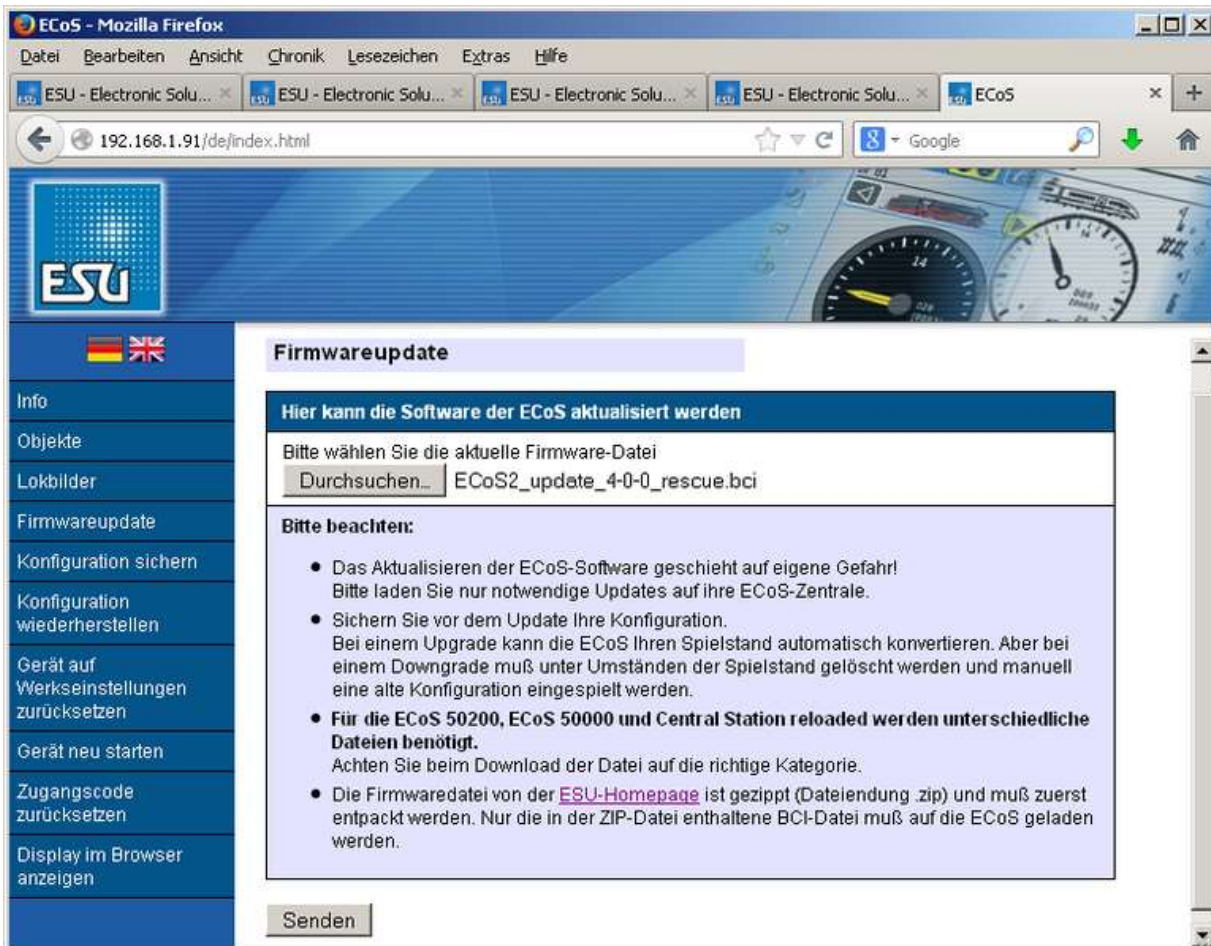 ECoS - Mozilla Firefox
Datei Bearbeiten Ansicht Chronik Lesezeichen Extras Hilfe
ESU - Electronic Solu... ESU - Electronic Solu... ESU - Electronic Solu... ESU - Electronic Solu... ECoS
192.168.1.91/de/index.html Google
ESU
Info
Objekte
Lokbilder
Firmwareupdate
Konfiguration sichern
Konfiguration
wiederherstellen
Gerät auf
Werkseinstellungen
zurücksetzen
Gerät neu starten
Zugangscode
zurücksetzen
Display im Browser
anzeigen
Firmwareupdate
Hier kann die Software der ECoS aktualisiert werden
Bitte wählen Sie die aktuelle Firmware-Datei
Durchsuchen... ECoS2_update_4-0-0_rescue.bci
Bitte beachten:
Das Aktualisieren der ECoS-Software geschieht auf eigene Gefahr!
Bitte laden Sie nur notwendige Updates auf ihre ECoS-Zentrale.
Sichern Sie vor dem Update Ihre Konfiguration.
Bei einem Upgrade kann die ECoS Ihren Spielstand automatisch konvertieren. Aber bei
einem Downgrade muß unter Umständen der Spielstand gelöscht werden und manuell
eine alte Konfiguration eingespielt werden.
Für die ECoS 50200, ECoS 50000 und Central Station reloaded werden unterschiedliche
Dateien benötigt.
Achten Sie beim Download der Datei auf die richtige Kategorie.
Die Firmwaredatei von der ESU-Homepage ist gezippt (Dateiendung .zip) und muß zuerst
entpackt werden. Nur die in der ZIP-Datei enthaltene BCI-Datei muß auf die ECoS geladen
werden.
Senden